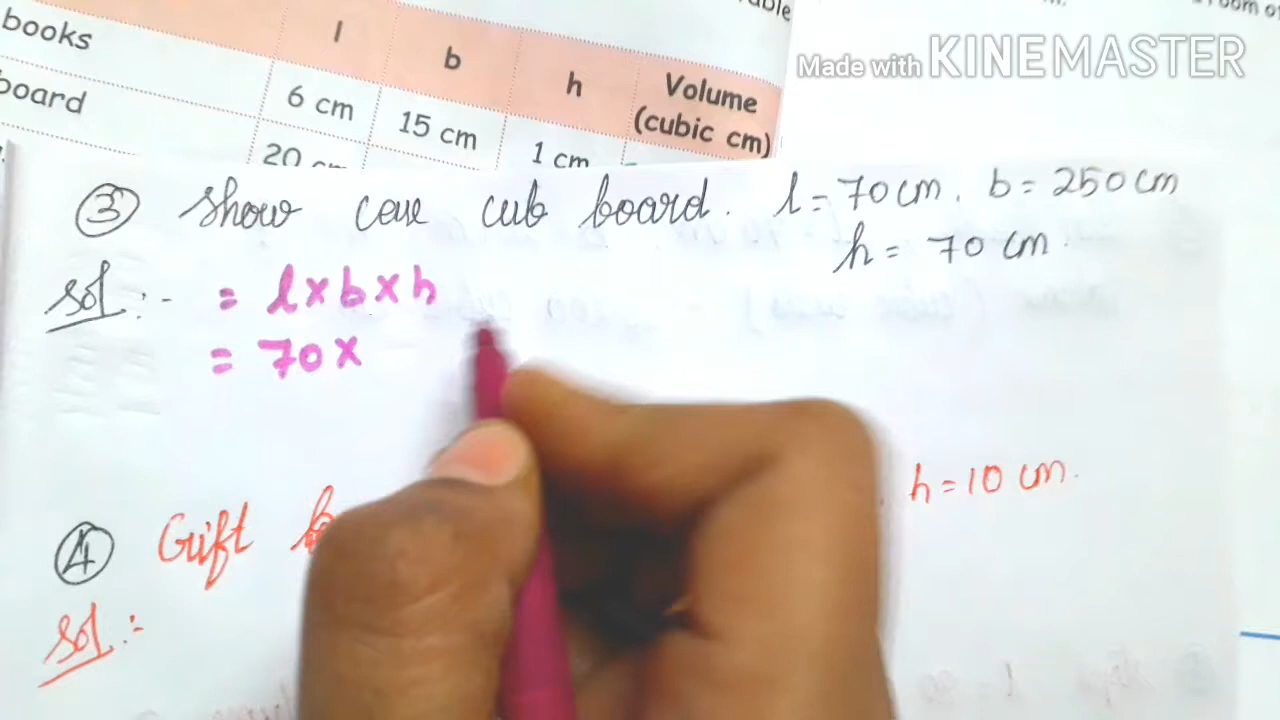 Made with KINEMASTER
books l b h Volume (cubic cm)
board 6 cm 15 cm 1 cm
20
3 Show case cub board. l = 70 cm, b = 250 cm
h = 70 cm.
Sol:- = l × b × h
= 70 ×
4 Gift
h = 10 cm.
Sol:-